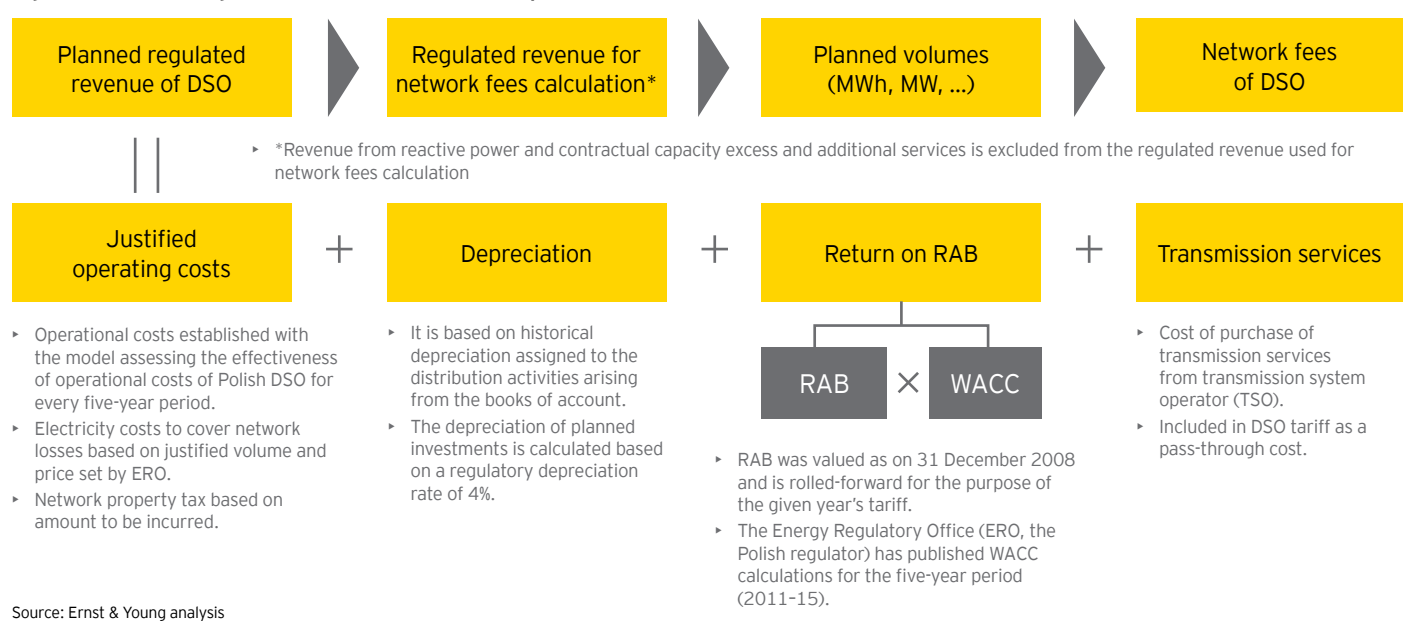 Planned regulated
revenue of DSO
Regulated revenue for
network fees calculation*
Planned volumes
(MWh, MW, ...)
Network fees
of DSO
‣ *Revenue from reactive power and contractual capacity excess and additional services is excluded from the regulated revenue used for
network fees calculation
Justified
operating costs
+
Depreciation
+
Return on RAB
+
Transmission services
‣ Operational costs established with
the model assessing the effectiveness
of operational costs of Polish DSO for
every five-year period.
‣ Electricity costs to cover network
losses based on justified volume and
price set by ERO.
‣ Network property tax based on
amount to be incurred.
‣ It is based on historical
depreciation assigned to the
distribution activities arising
from the books of account.
‣ The depreciation of planned
investments is calculated based
on a regulatory depreciation
rate of 4%.
RAB × WACC
‣ RAB was valued as on 31 December 2008
and is rolled-forward for the purpose of
the given year's tariff.
‣ The Energy Regulatory Office (ERO, the
Polish regulator) has published WACC
calculations for the five-year period
(2011–15).
‣ Cost of purchase of
transmission services
from transmission system
operator (TSO).
‣ Included in DSO tariff as a
pass-through cost.
Source: Ernst & Young analysis